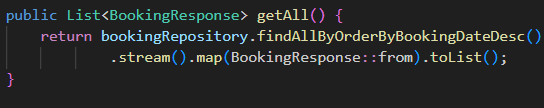 public List<BookingResponse> getAll() {
    return bookingRepository.findAllByOrderByBookingDateDesc()
            .stream().map(BookingResponse::from).toList();
}